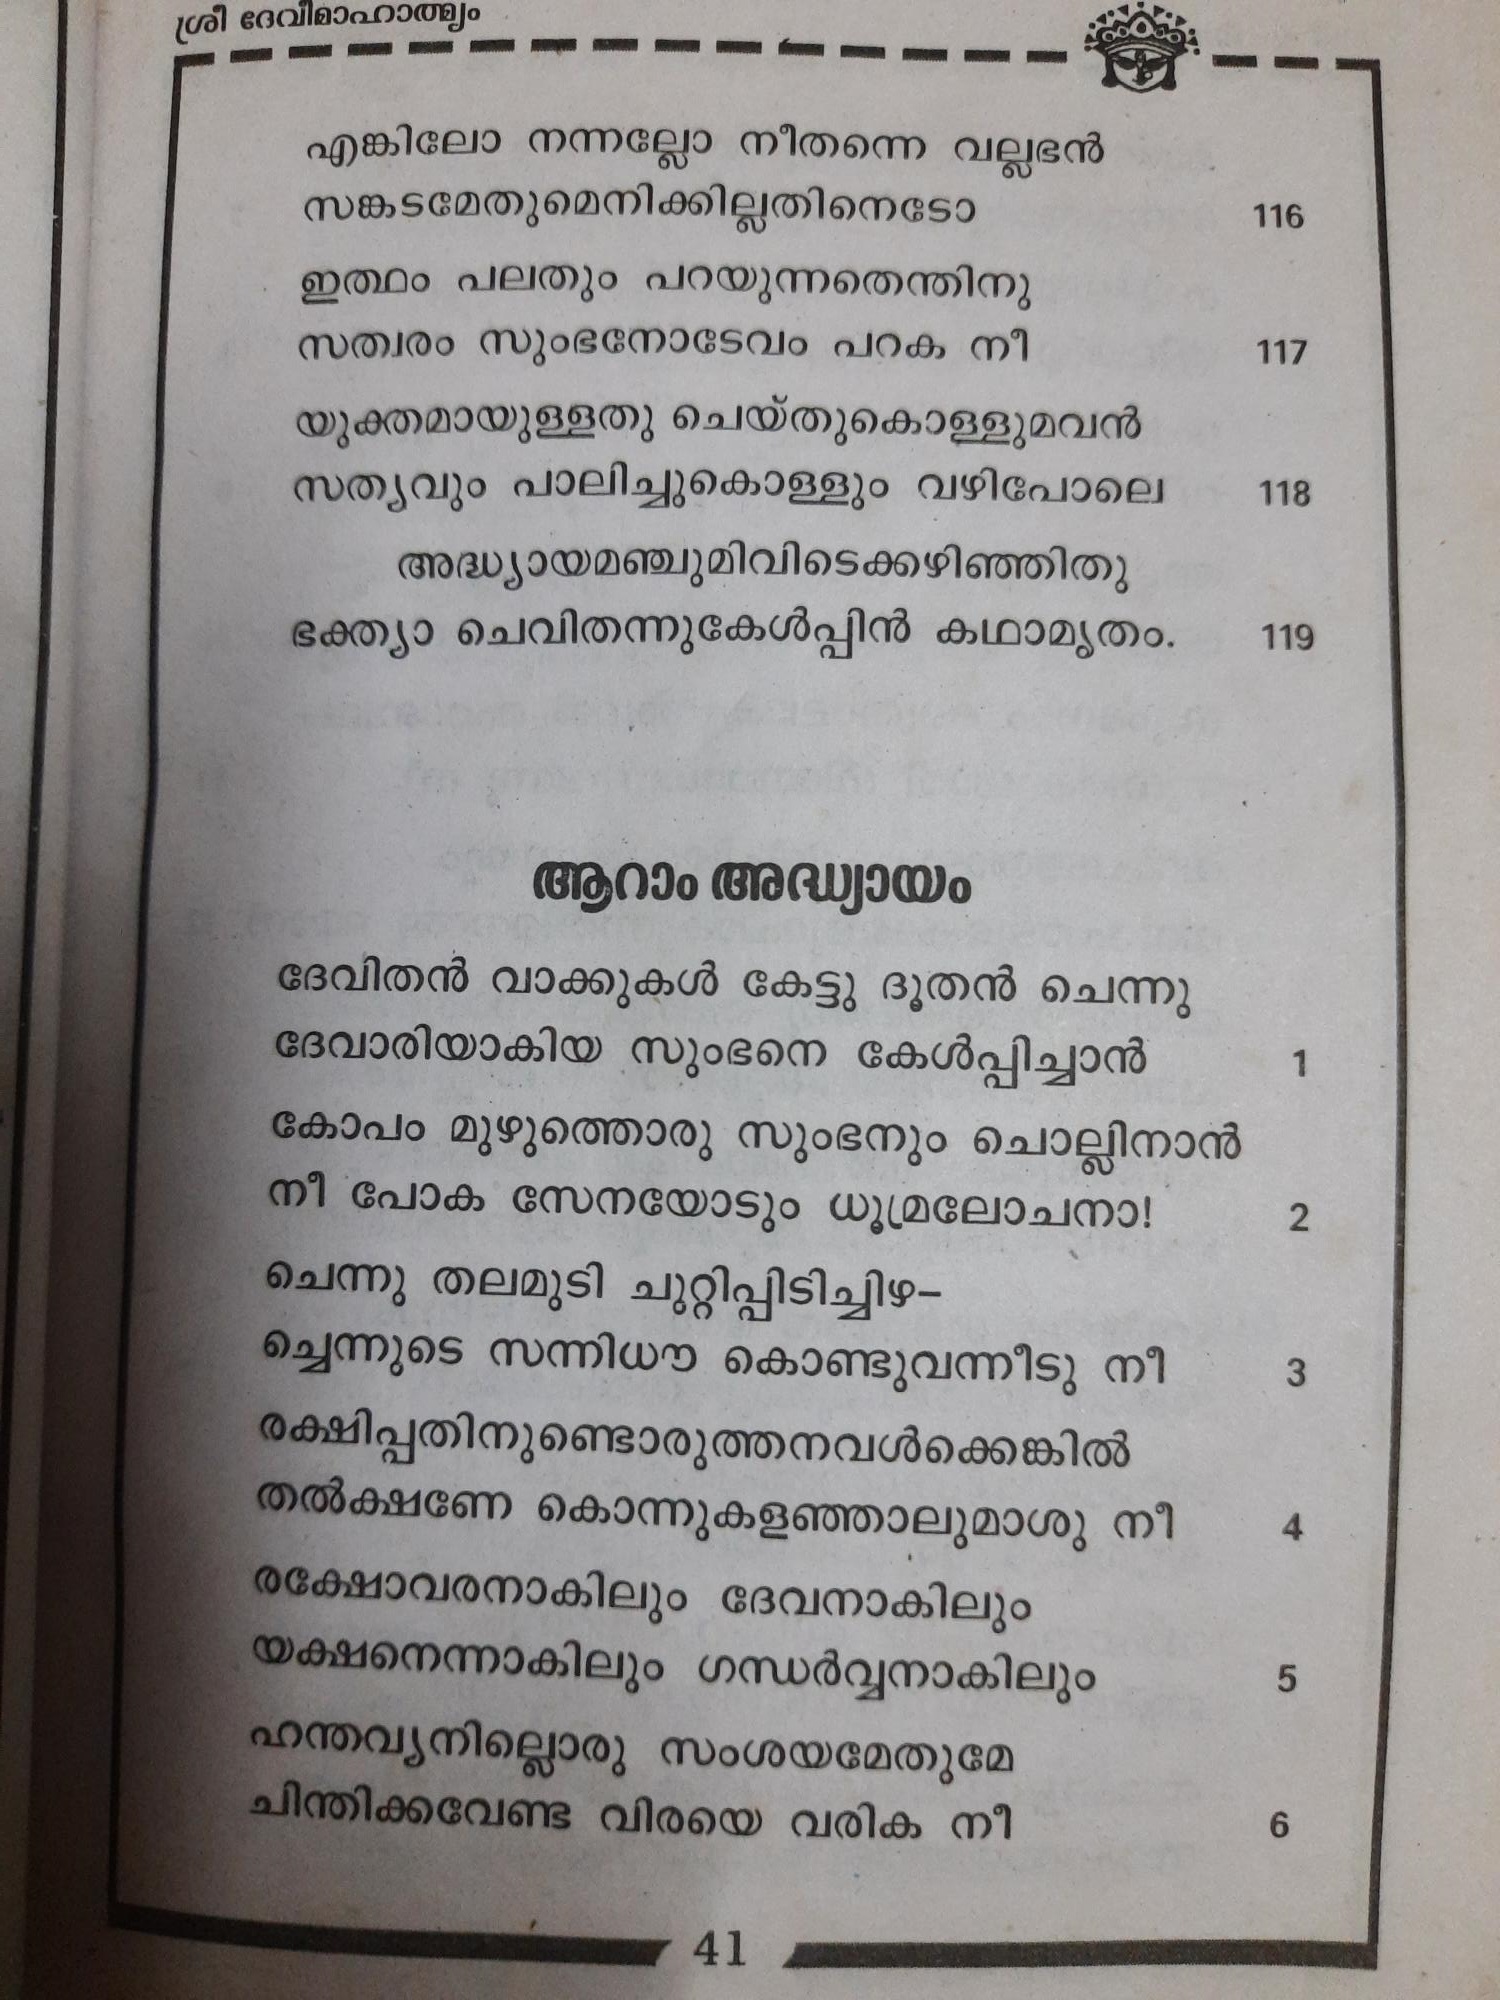 ശ്രീ ദേവീമാഹാത്മ്യം
എങ്കിലോ നന്നല്ലോ നീതന്നെ വല്ലഭൻ
സങ്കടമേതുമെനിക്കില്ലതിനെടോ 116
ഇത്ഥം പലതും പറയുന്നതെന്തിനു
സത്വരം സുംഭനോടേവം പറക നീ 117
യുക്തമായുള്ളതു ചെയ്തുകൊള്ളുമവൻ
സത്യവും പാലിച്ചുകൊള്ളും വഴിപോലെ 118
അദ്ധ്യായമഞ്ചുമിവിടെക്കഴിഞ്ഞിതു
ഭക്ത്യാ ചെവിതന്നുകേൾപ്പിൻ കഥാമൃതം. 119
ആറാം അദ്ധ്യായം
ദേവിതൻ വാക്കുകൾ കേട്ടു ദൂതൻ ചെന്നു
ദേവാരിയാകിയ സുംഭനെ കേൾപ്പിച്ചാൻ 1
കോപം മുഴുത്തൊരു സുംഭനും ചൊല്ലിനാൻ
നീ പോക സേനയോടും ധൂമ്രലോചനാ! 2
ചെന്നു തലമുടി ചുറ്റിപ്പിടിച്ചിഴ–
ച്ചെന്നുടെ സന്നിധൗ കൊണ്ടുവന്നീടു നീ 3
രക്ഷിപ്പതിനുണ്ടൊരുത്തനവൾക്കെങ്കിൽ
തൽക്ഷണേ കൊന്നുകളഞ്ഞാലുമാശു നീ 4
രക്ഷോവരനാകിലും ദേവനാകിലും
യക്ഷനെന്നാകിലും ഗന്ധർവ്വനാകിലും 5
ഹന്തവ്യനില്ലൊരു സംശയമേതുമേ
ചിന്തിക്കവേണ്ട വിരയെ വരിക നീ 6
41